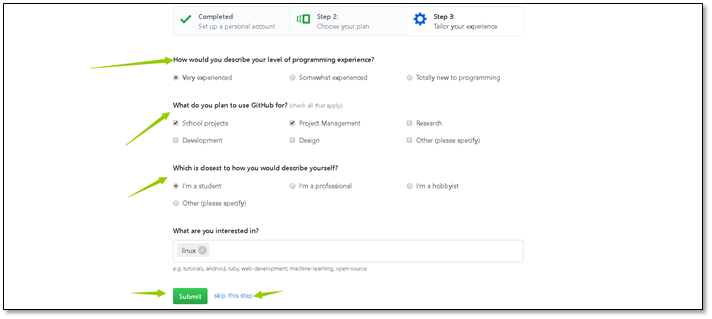 Completed
Set up a personal account
Step 2:
Choose your plan
Step 3:
Tailor your experience
How would you describe your level of programming experience?
Very experienced Somewhat experienced Totally new to programming
What do you plan to use GitHub for? (check all that apply)
School projects Project Management Research
Development Design Other (please specify)
Which is closest to how you would describe yourself?
I'm a student I'm a professional I'm a hobbyist
Other (please specify)
What are you interested in?
linux
e.g. tutorials, android, ruby, web-development, machine-learning, open-source
Submit skip this step